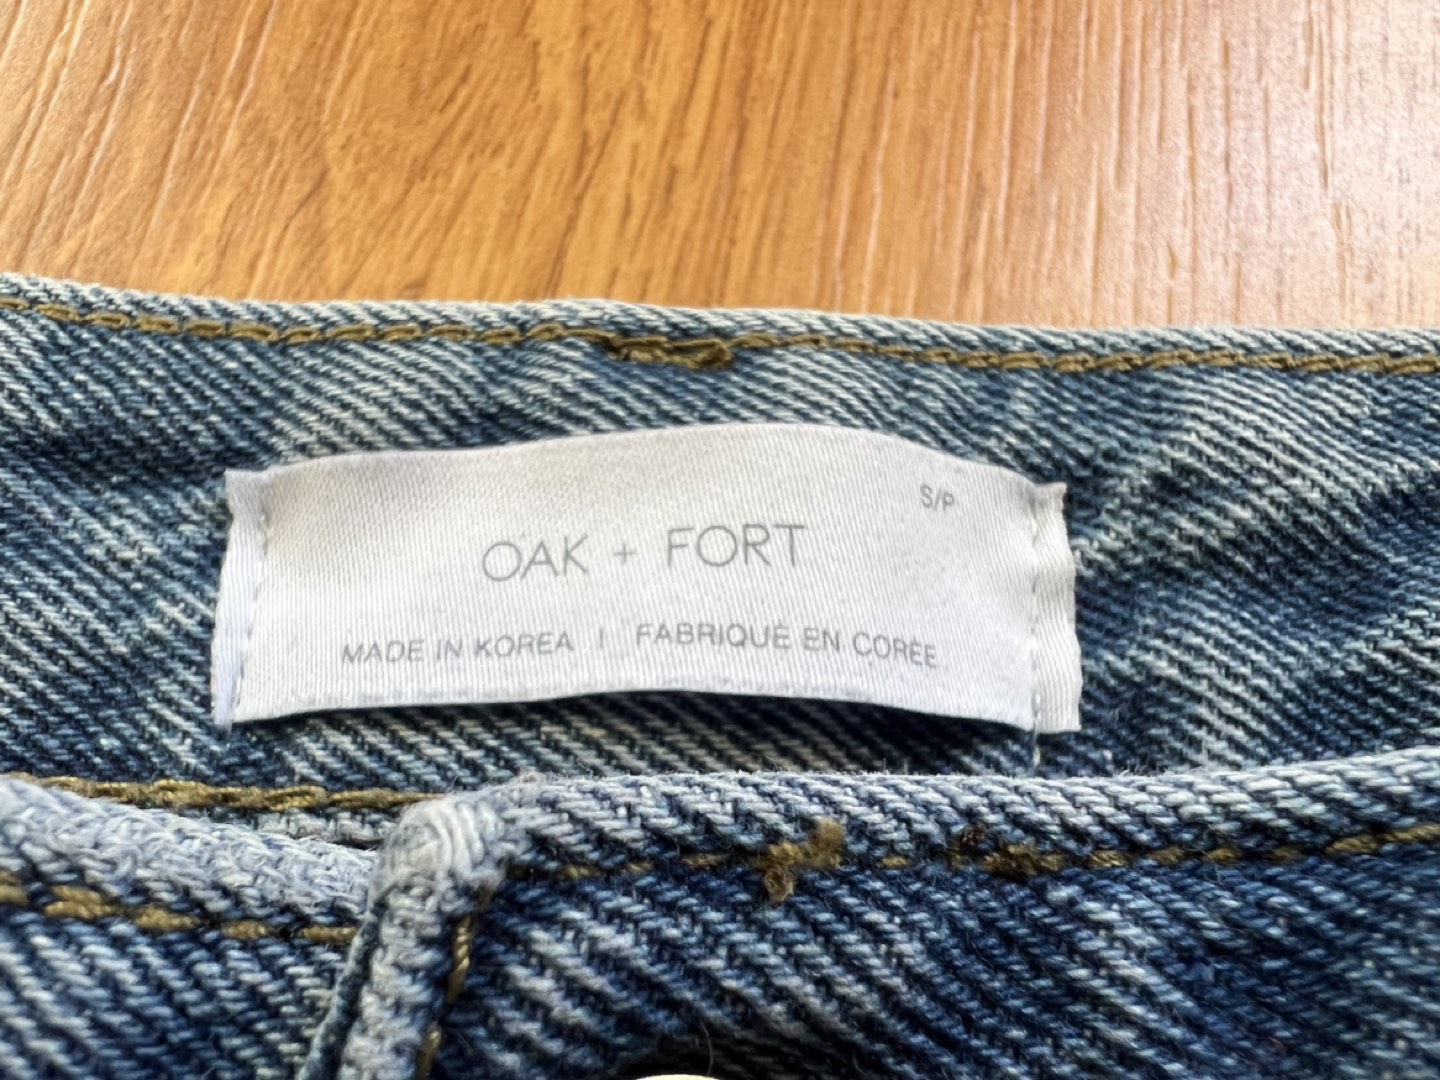 S/P
OAK + FORT
MADE IN KOREA | FABRIQUÉ EN CORÉE